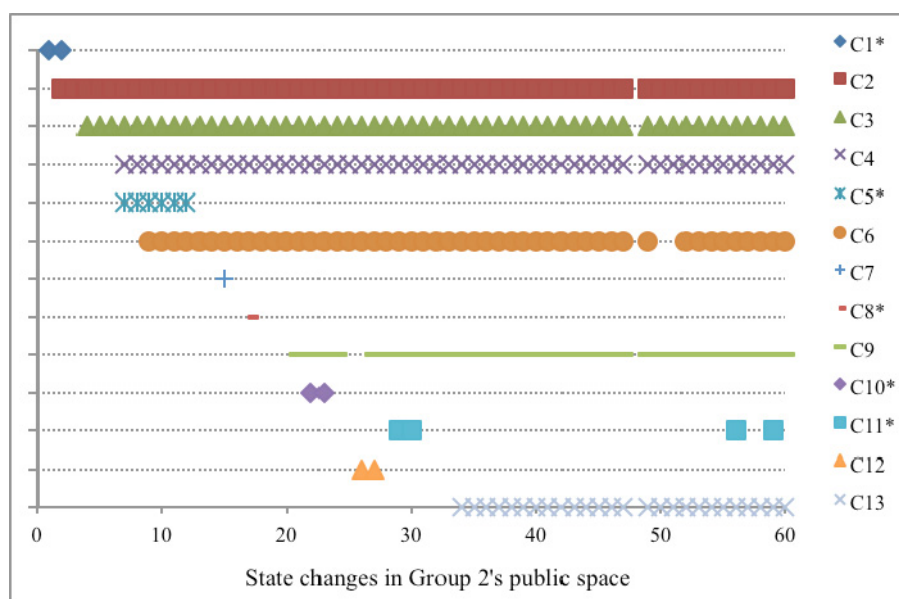 C1*
C2
C3
C4
C5*
C6
C7
C8*
C9
C10*
C11*
C12
C13
0 10 20 30 40 50 60
State changes in Group 2's public space